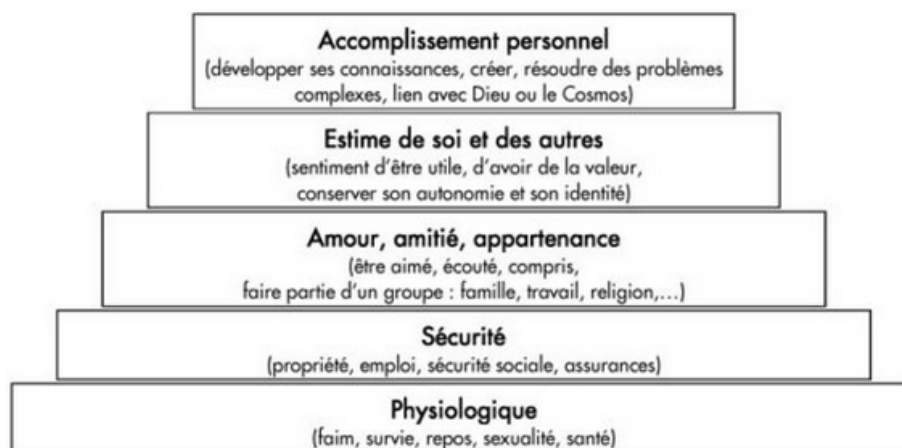 Accomplissement personnel
(développer ses connaissances, créer, résoudre des problèmes
complexes, lien avec Dieu ou le Cosmos)
Estime de soi et des autres
(sentiment d’être utile, d’avoir de la valeur,
conserver son autonomie et son identité)
Amour, amitié, appartenance
(être aimé, écouté, compris,
faire partie d’un groupe : famille, travail, religion,…)
Sécurité
(propriété, emploi, sécurité sociale, assurances)
Physiologique
(faim, survie, repos, sexualité, santé)